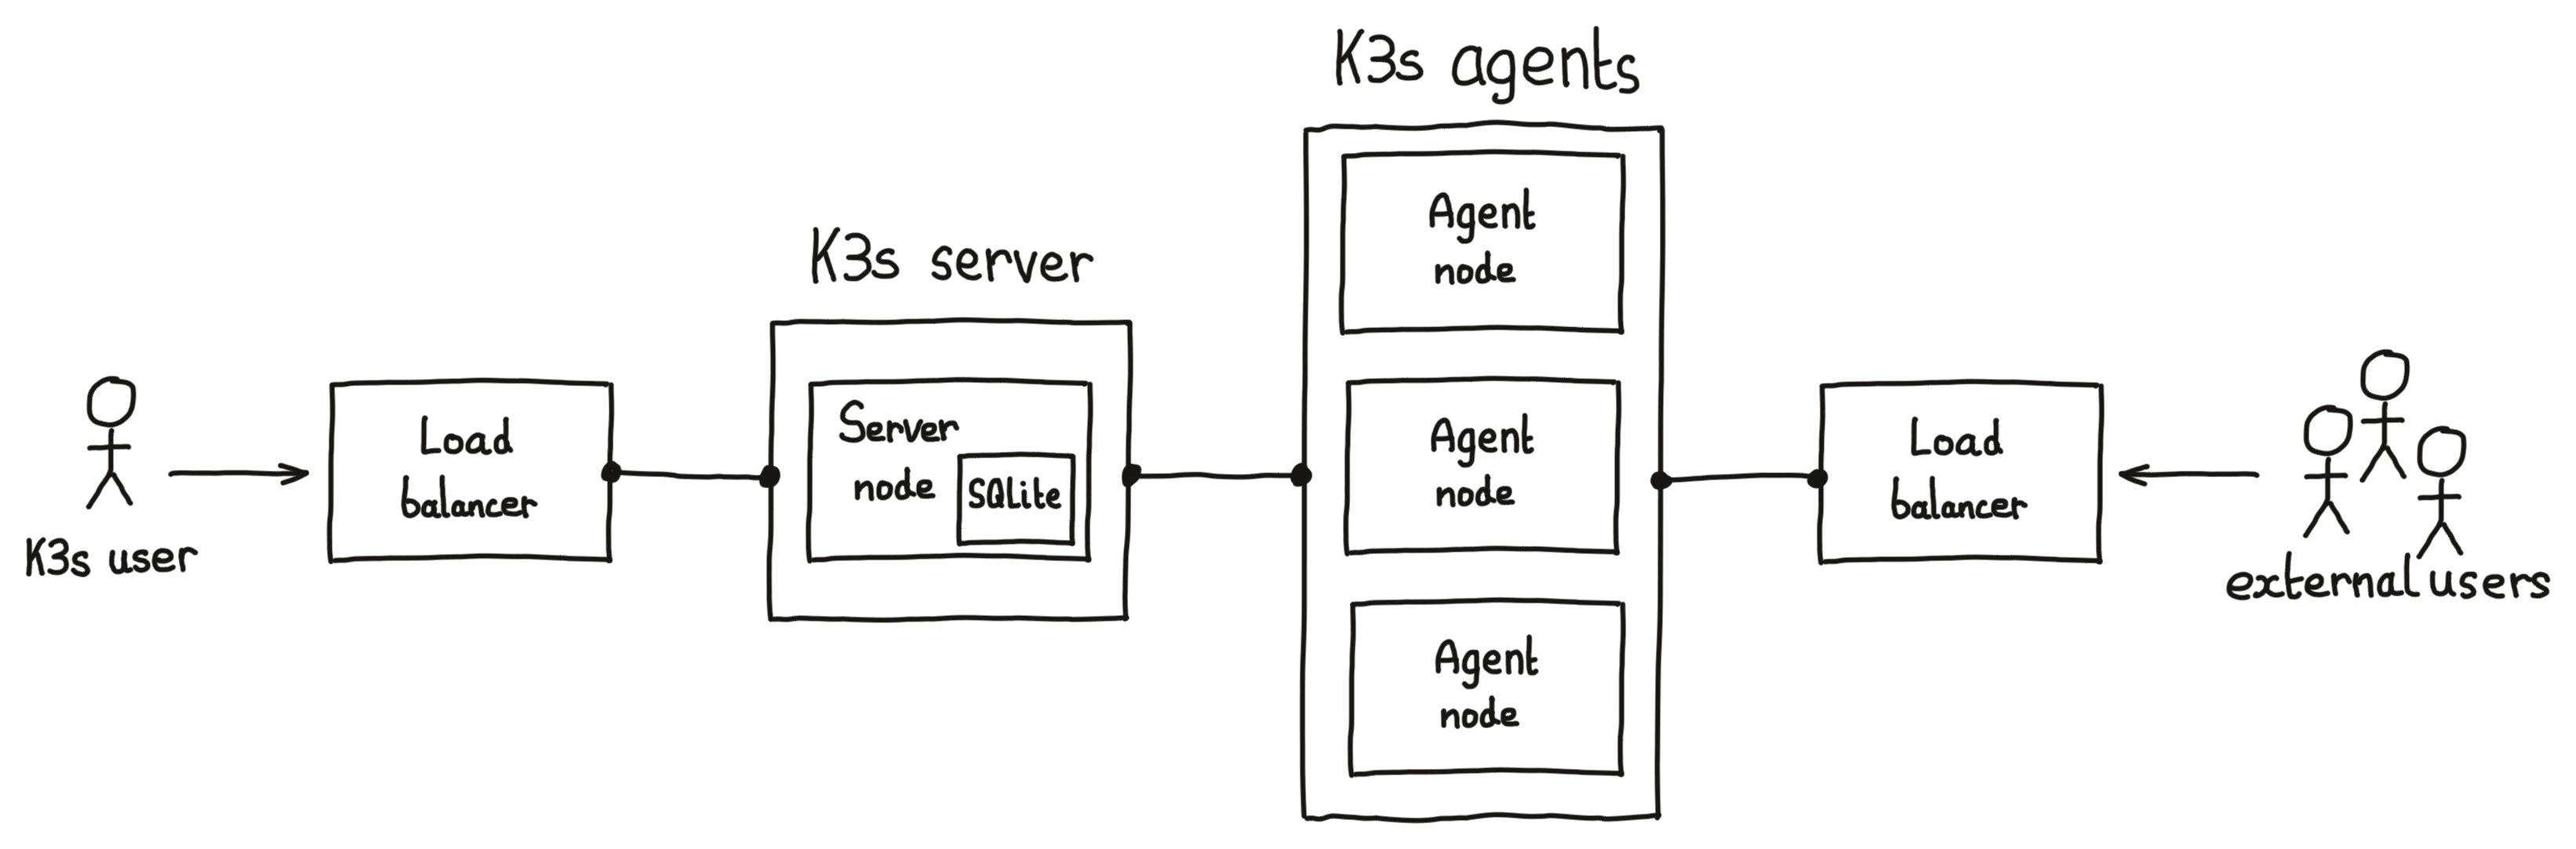 K3s agents
Agent
node
K3s server
Agent
node
Server
node
SQLite
Load
balancer
Load
balancer
K3s user
external users
Agent
node